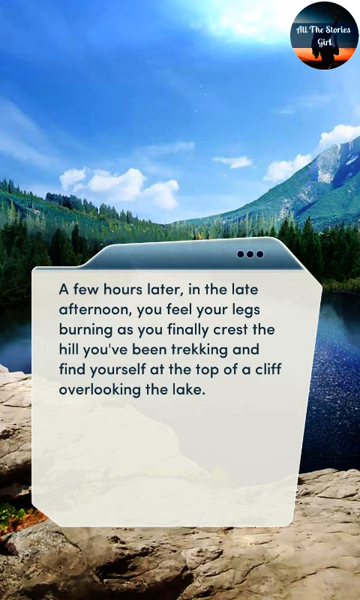 All The Stories
Girl
A few hours later, in the late
afternoon, you feel your legs
burning as you finally crest the
hill you've been trekking and
find yourself at the top of a cliff
overlooking the lake.